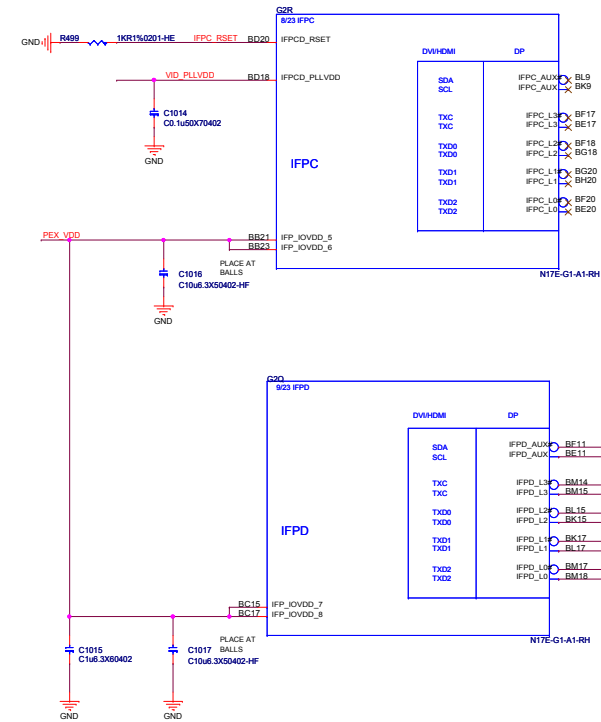 G2R
8/23 IFPC
GND R499 1KR1%0201-HE IFPC_RSET BD20 IFPCD_RSET
DVI/HDMI DP
VID_PLLVDD BD18 IFPCD_PLLVDD
SDA IFPC_AUX# BL9
SCL IFPC_AUX BK9
C1014
C0.1u50X70402
GND
TXC IFPC_L3# BF17
TXC IFPC_L3 BE17
TXD0 IFPC_L2# BF18
TXD0 IFPC_L2 BG18
IFPC
TXD1 IFPC_L1# BG20
TXD1 IFPC_L1 BH20
TXD2 IFPC_L0# BF20
TXD2 IFPC_L0 BE20
PEX_VDD BB21 IFP_IOVDD_5
BB23 IFP_IOVDD_6
PLACE AT
BALLS
C1016
C10u6.3X50402-HF
GND
N17E-G1-A1-RH
G2Q
9/23 IFPD
DVI/HDMI DP
SDA IFPD_AUX# BF11
SCL IFPD_AUX BE11
TXC IFPD_L3# BM14
TXC IFPD_L3 BM15
TXD0 IFPD_L2# BL15
TXD0 IFPD_L2 BK15
IFPD
TXD1 IFPD_L1# BK17
TXD1 IFPD_L1 BL17
TXD2 IFPD_L0# BM17
TXD2 IFPD_L0 BM18
BC15 IFP_IOVDD_7
BC17 IFP_IOVDD_8
PLACE AT
BALLS
N17E-G1-A1-RH
C1015
C1u6.3X60402
C1017
C10u6.3X50402-HF
GND
GND